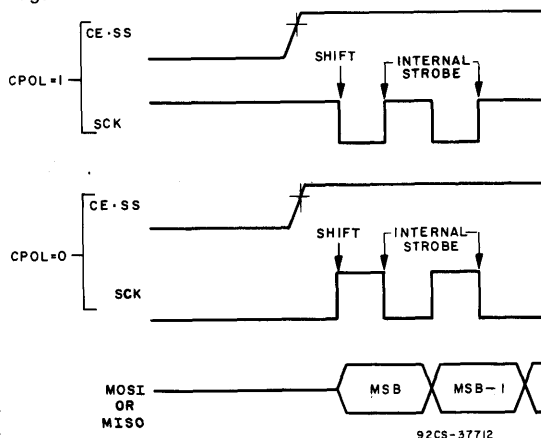 CE·SS
CPOL=1
SHIFT
INTERNAL
STROBE
SCK
CE·SS
CPOL=0
SHIFT
INTERNAL
STROBE
SCK
MOSI
OR
MISO
MSB
MSB-1
92CS-37712